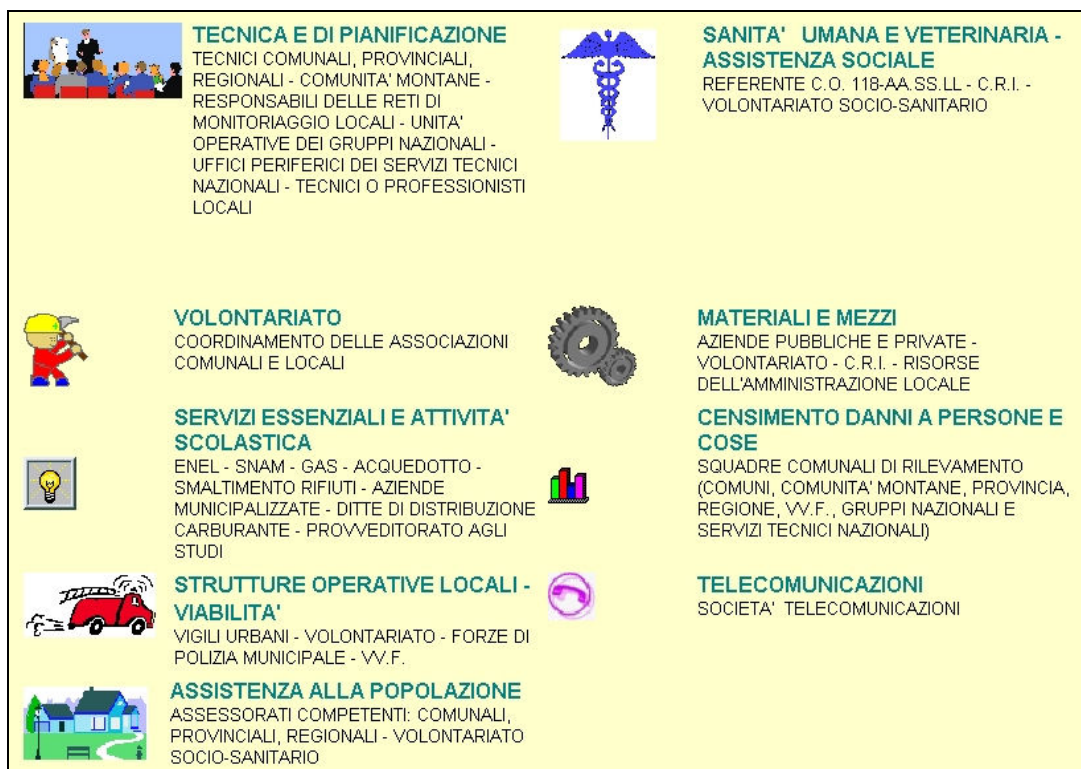 TECNICA E DI PIANIFICAZIONE
TECNICI COMUNALI, PROVINCIALI,
REGIONALI - COMUNITA' MONTANE -
RESPONSABILI DELLE RETI DI
MONITORIAGGIO LOCALI - UNITA'
OPERATIVE DEI GRUPPI NAZIONALI -
UFFICI PERIFERICI DEI SERVIZI TECNICI
NAZIONALI - TECNICI O PROFESSIONISTI
LOCALI
SANITA' UMANA E VETERINARIA -
ASSISTENZA SOCIALE
REFERENTE C.O. 118-AA.SS.LL - C.R.I. -
VOLONTARIATO SOCIO-SANITARIO
VOLONTARIATO
COORDINAMENTO DELLE ASSOCIAZIONI
COMUNALI E LOCALI
MATERIALI E MEZZI
AZIENDE PUBBLICHE E PRIVATE -
VOLONTARIATO - C.R.I. - RISORSE
DELL'AMMINISTRAZIONE LOCALE
SERVIZI ESSENZIALI E ATTIVITA'
SCOLASTICA
ENEL - SNAM - GAS - ACQUEDOTTO -
SMALTIMENTO RIFIUTI - AZIENDE
MUNICIPALIZZATE - DITTE DI DISTRIBUZIONE
CARBURANTE - PROVVEDITORATO AGLI
STUDI
CENSIMENTO DANNI A PERSONE E
COSE
SQUADRE COMUNALI DI RILEVAMENTO
(COMUNI, COMUNITA' MONTANE, PROVINCIA,
REGIONE, VV.F., GRUPPI NAZIONALI E
SERVIZI TECNICI NAZIONALI)
STRUTTURE OPERATIVE LOCALI -
VIABILITA'
VIGILI URBANI - VOLONTARIATO - FORZE DI
POLIZIA MUNICIPALE - VV.F.
TELECOMUNICAZIONI
SOCIETA' TELECOMUNICAZIONI
ASSISTENZA ALLA POPOLAZIONE
ASSESSORATI COMPETENTI: COMUNALI,
PROVINCIALI, REGIONALI - VOLONTARIATO
SOCIO-SANITARIO